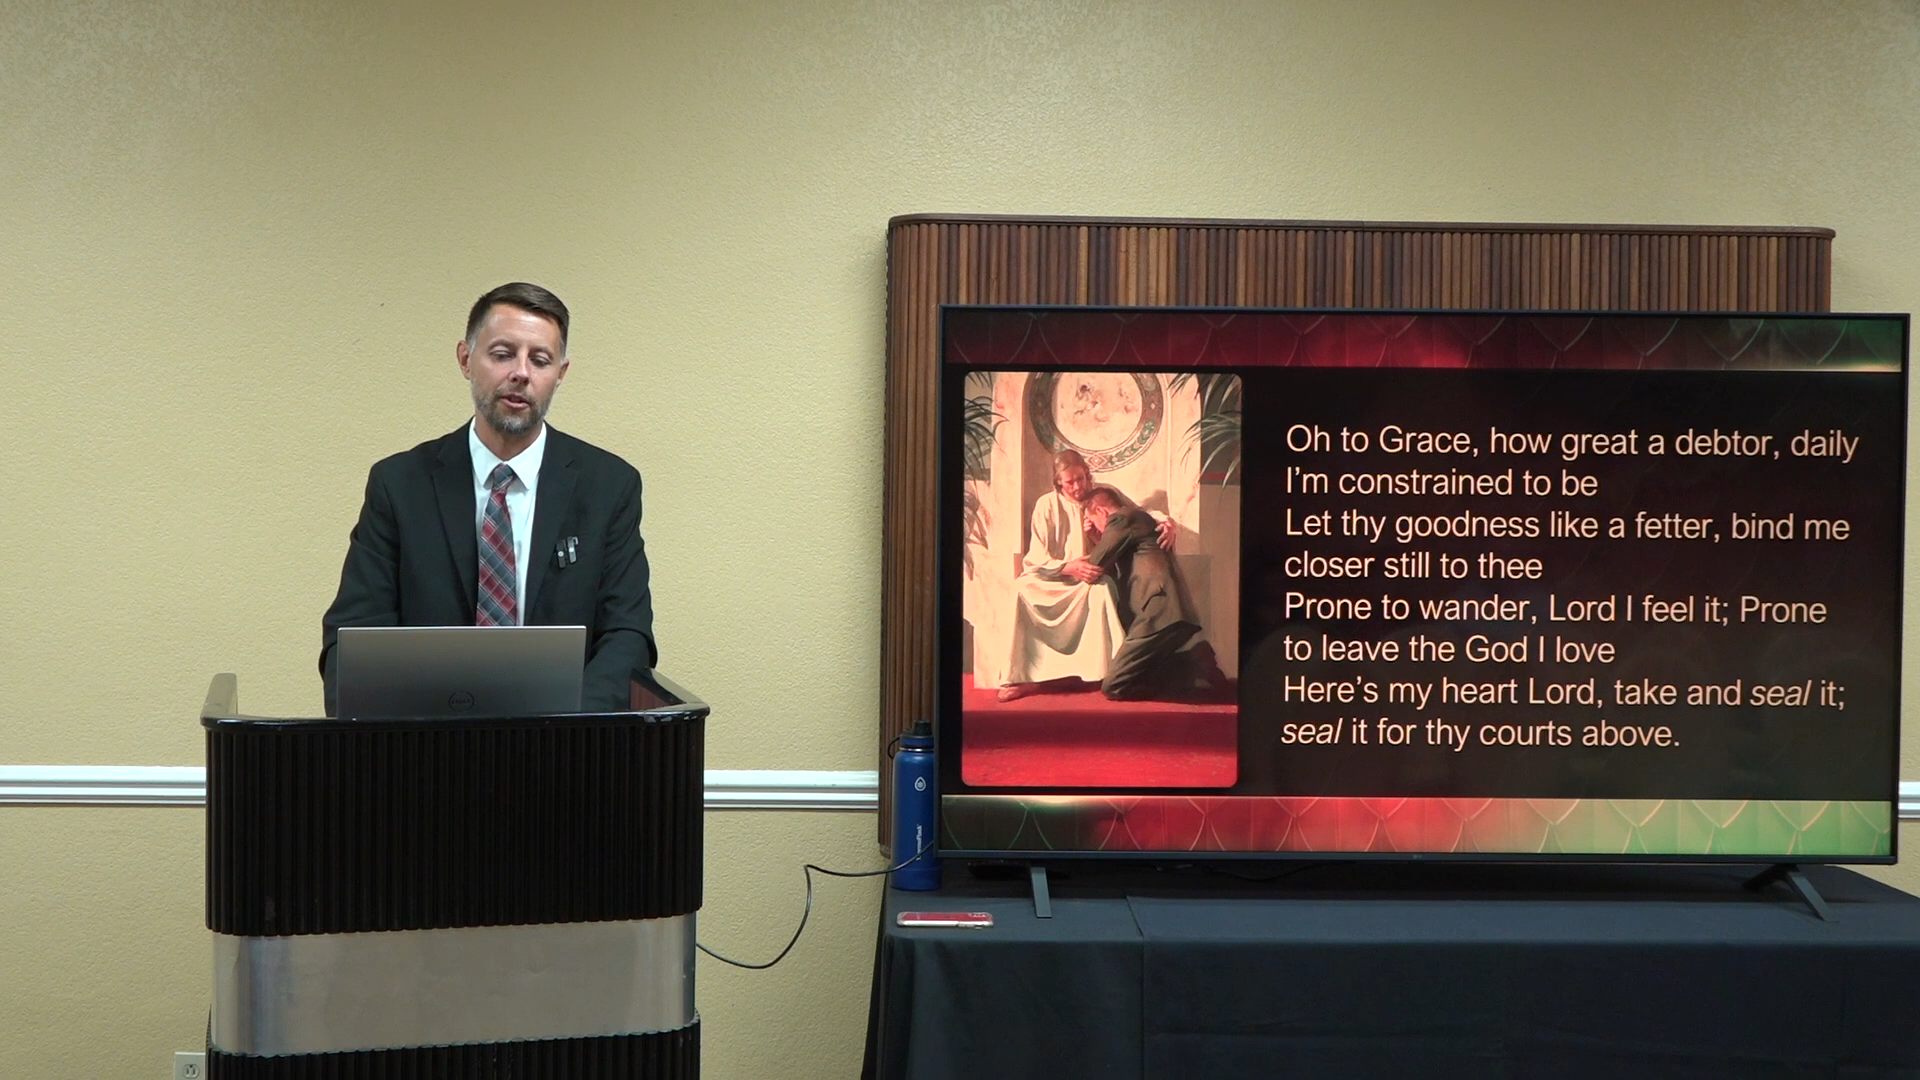 Oh to Grace, how great a debtor, daily
I'm constrained to be
Let thy goodness like a fetter, bind me
closer still to thee
Prone to wander, Lord I feel it; Prone
to leave the God I love
Here's my heart Lord, take and seal it;
seal it for thy courts above.
DELL